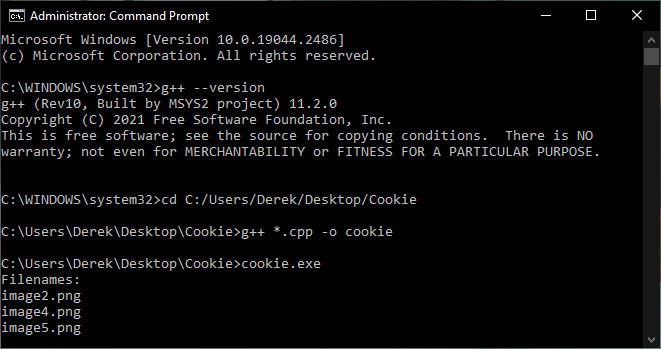 Administrator: Command Prompt
Microsoft Windows [Version 10.0.19044.2486]
(c) Microsoft Corporation. All rights reserved.
C:\WINDOWS\system32>g++ --version
g++ (Rev10, Built by MSYS2 project) 11.2.0
Copyright (C) 2021 Free Software Foundation, Inc.
This is free software; see the source for copying conditions.  There is NO
warranty; not even for MERCHANTABILITY or FITNESS FOR A PARTICULAR PURPOSE.
C:\WINDOWS\system32>cd C:/Users/Derek/Desktop/Cookie
C:\Users\Derek\Desktop\Cookie>g++ *.cpp -o cookie
C:\Users\Derek\Desktop\Cookie>cookie.exe
Filenames:
image2.png
image4.png
image5.png